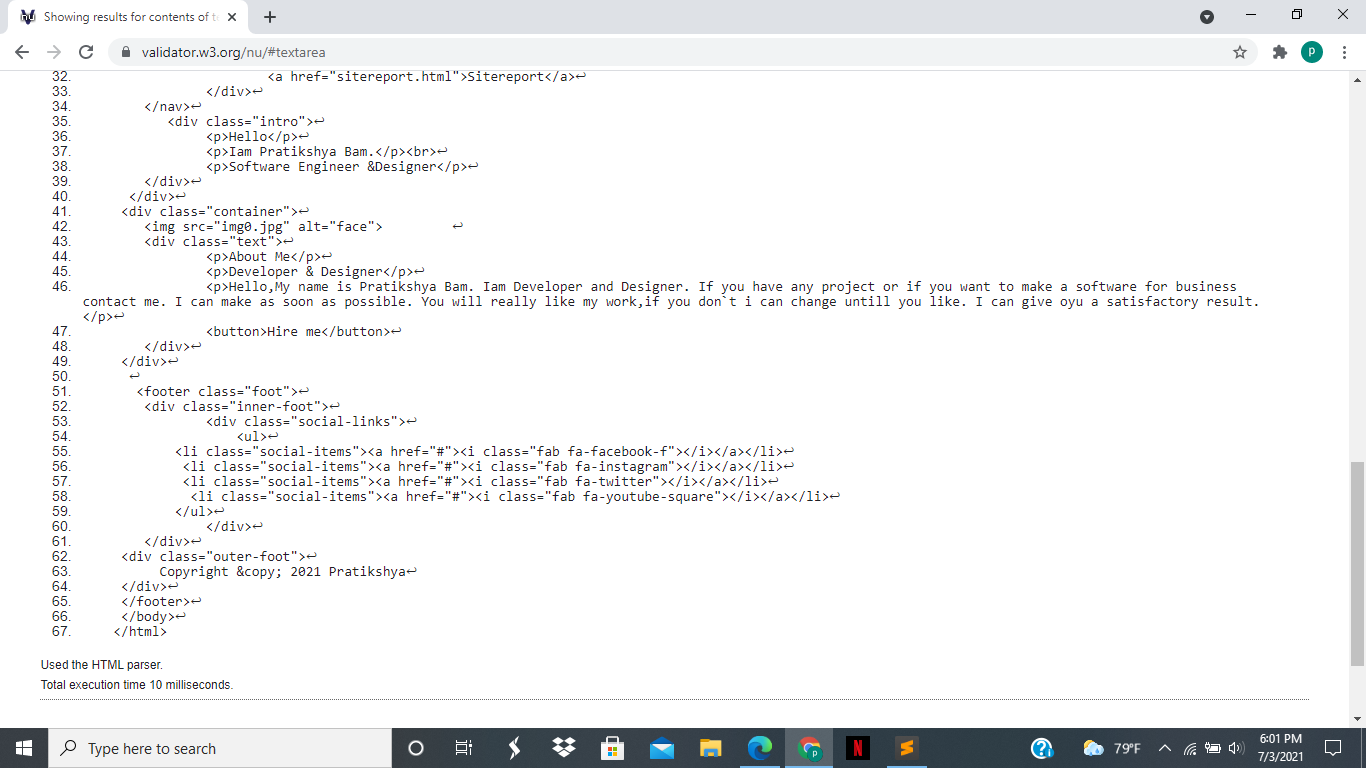 Showing results for contents of t
validator.w3.org/nu/#textarea
P
32. <a href="sitereport.html">Sitereport</a>↩
33. </div>↩
34. </nav>↩
35. <div class="intro">↩
36. <p>Hello</p>↩
37. <p>Iam Pratikshya Bam.</p><br>↩
38. <p>Software Engineer &Designer</p>↩
39. </div>↩
40. </div>↩
41. <div class="container">↩
42. <img src="img0.jpg" alt="face"> ↩
43. <div class="text">↩
44. <p>About Me</p>↩
45. <p>Developer & Designer</p>↩
46. <p>Hello,My name is Pratikshya Bam. Iam Developer and Designer. If you have any project or if you want to make a software for business
contact me. I can make as soon as possible. You will really like my work,if you don`t i can change untill you like. I can give oyu a satisfactory result.
</p>↩
47. <button>Hire me</button>↩
48. </div>↩
49. </div>↩
50. ↩
51. <footer class="foot">↩
52. <div class="inner-foot">↩
53. <div class="social-links">↩
54. <ul>↩
55. <li class="social-items"><a href="#"><i class="fab fa-facebook-f"></i></a></li>↩
56. <li class="social-items"><a href="#"><i class="fab fa-instagram"></i></a></li>↩
57. <li class="social-items"><a href="#"><i class="fab fa-twitter"></i></a></li>↩
58. <li class="social-items"><a href="#"><i class="fab fa-youtube-square"></i></a></li>↩
59. </ul>↩
60. </div>↩
61. </div>↩
62. <div class="outer-foot">↩
63. Copyright &copy; 2021 Pratikshya↩
64. </div>↩
65. </footer>↩
66. </body>↩
67. </html>
Used the HTML parser.
Total execution time 10 milliseconds.
Type here to search
79°F
6:01 PM
7/3/2021